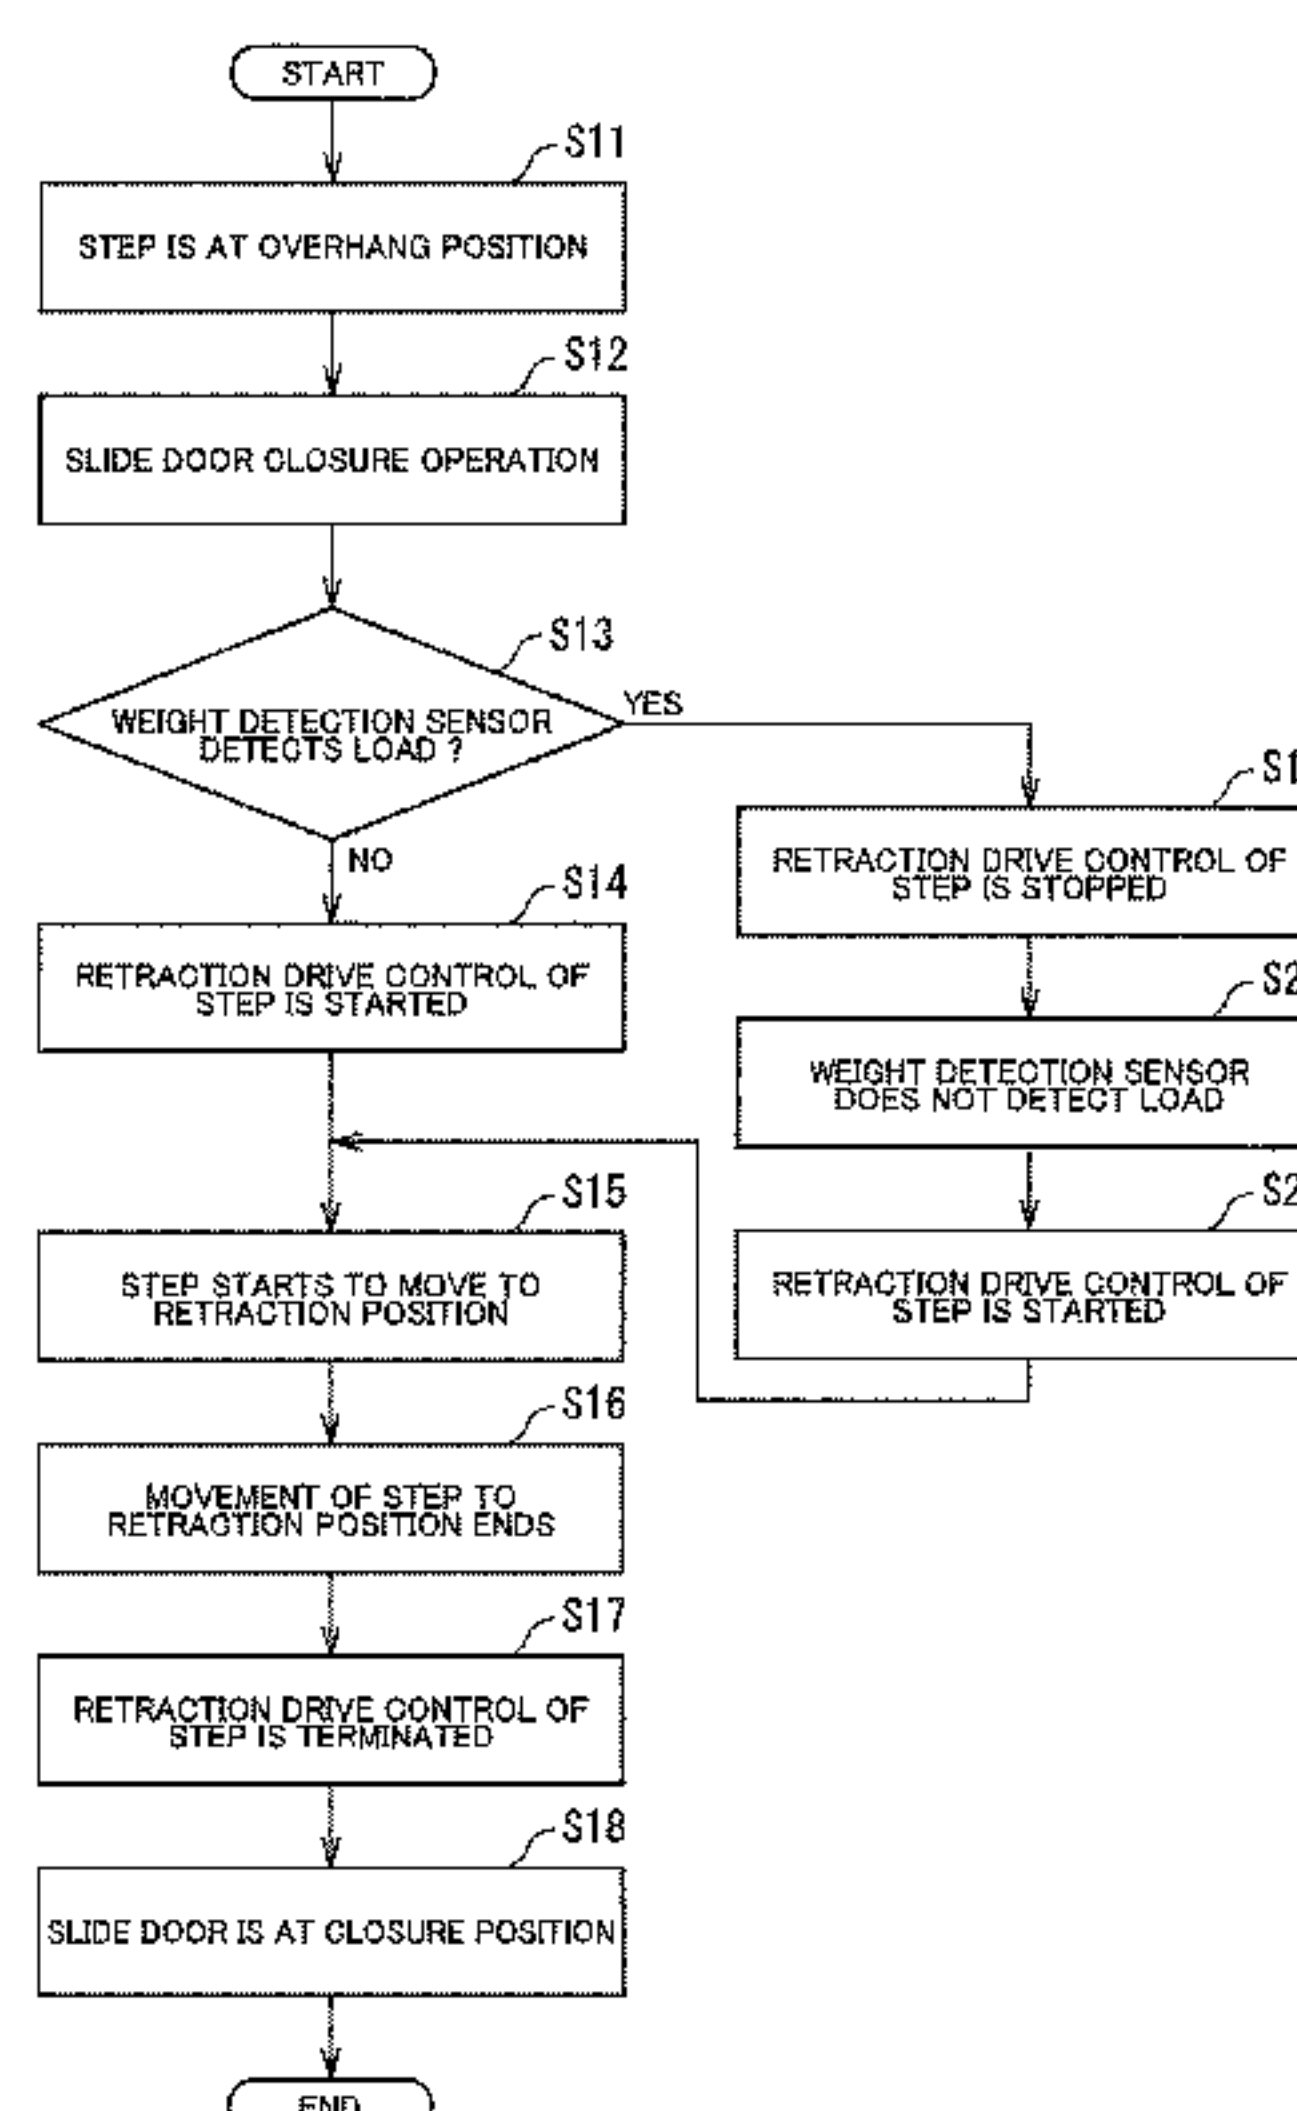 START
S11
STEP IS AT OVERHANG POSITION
S12
SLIDE DOOR CLOSURE OPERATION
S13
WEIGHT DETECTION SENSOR
DETECTS LOAD ?
YES
NO
S14
RETRACTION DRIVE CONTROL OF
STEP IS STARTED
RETRACTION DRIVE CONTROL OF
STEP IS STOPPED
WEIGHT DETECTION SENSOR
DOES NOT DETECT LOAD
RETRACTION DRIVE CONTROL OF
STEP IS STARTED
S15
STEP STARTS TO MOVE TO
RETRACTION POSITION
S16
MOVEMENT OF STEP TO
RETRACTION POSITION ENDS
S17
RETRACTION DRIVE CONTROL OF
STEP IS TERMINATED
S18
SLIDE DOOR IS AT CLOSURE POSITION
END